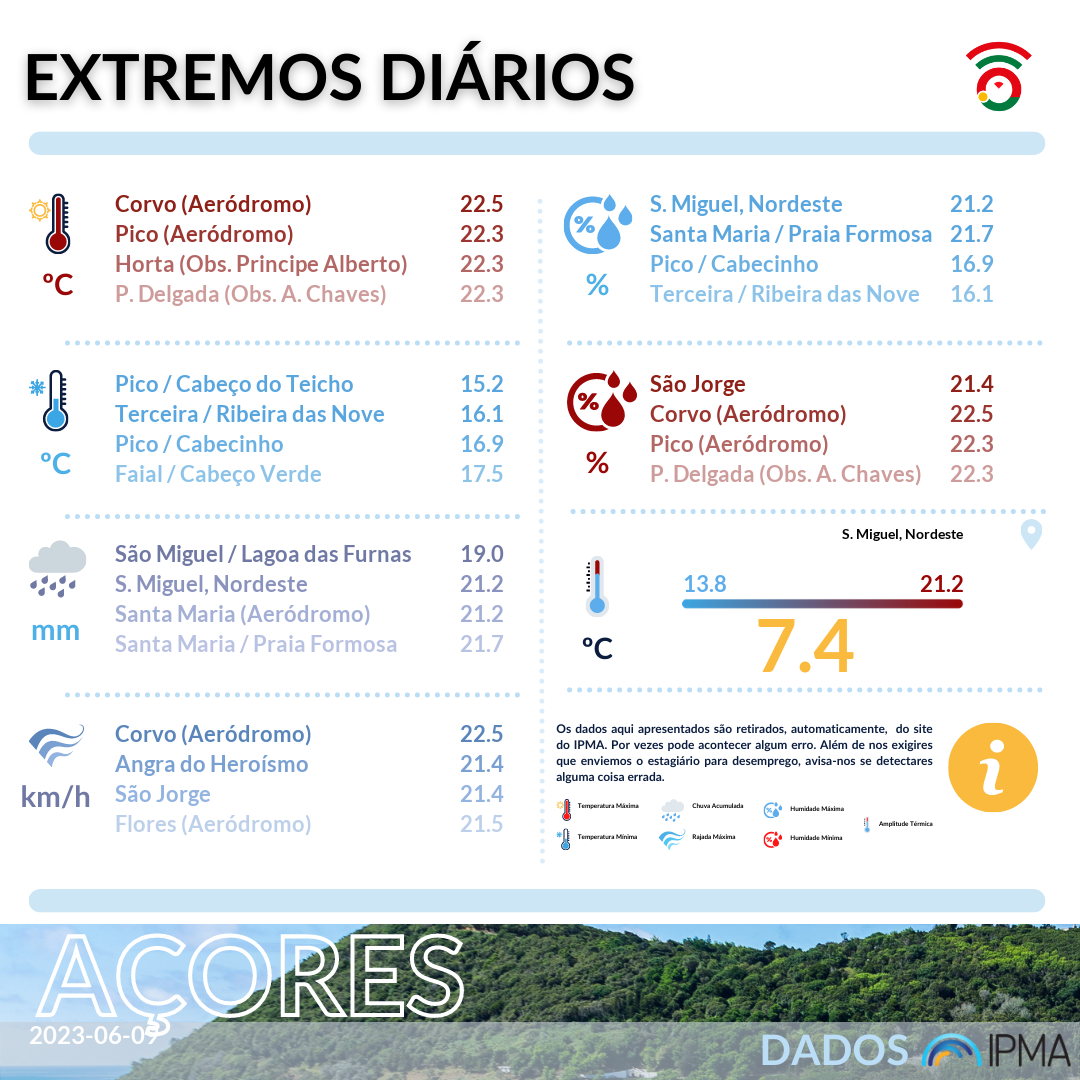 EXTREMOS DIÁRIOS
Corvo (Aeródromo) 22.5
Pico (Aeródromo) 22.3
Horta (Obs. Principe Alberto) 22.3
P. Delgada (Obs. A. Chaves) 22.3
ºC
Pico / Cabeço do Teicho 15.2
Terceira / Ribeira das Nove 16.1
Pico / Cabecinho 16.9
Faial / Cabeço Verde 17.5
ºC
São Miguel / Lagoa das Furnas 19.0
S. Miguel, Nordeste 21.2
Santa Maria (Aeródromo) 21.2
Santa Maria / Praia Formosa 21.7
mm
Corvo (Aeródromo) 22.5
Angra do Heroísmo 21.4
São Jorge 21.4
Flores (Aeródromo) 21.5
km/h
%
S. Miguel, Nordeste 21.2
Santa Maria / Praia Formosa 21.7
Pico / Cabecinho 16.9
Terceira / Ribeira das Nove 16.1
%
%
São Jorge 21.4
Corvo (Aeródromo) 22.5
Pico (Aeródromo) 22.3
P. Delgada (Obs. A. Chaves) 22.3
%
S. Miguel, Nordeste
13.8 21.2
7.4
ºC
Os dados aqui apresentados são retirados, automaticamente, do site
do IPMA. Por vezes pode acontecer algum erro. Além de nos exigires
que enviemos o estagiário para desemprego, avisa-nos se detectares
alguma coisa errada.
i
Temperatura Máxima Chuva Acumulada Humidade Máxima
Amplitude Térmica
Temperatura Mínima Rajada Máxima Humidade Mínima
AÇORES
2023-06-09
DADOS IPMA